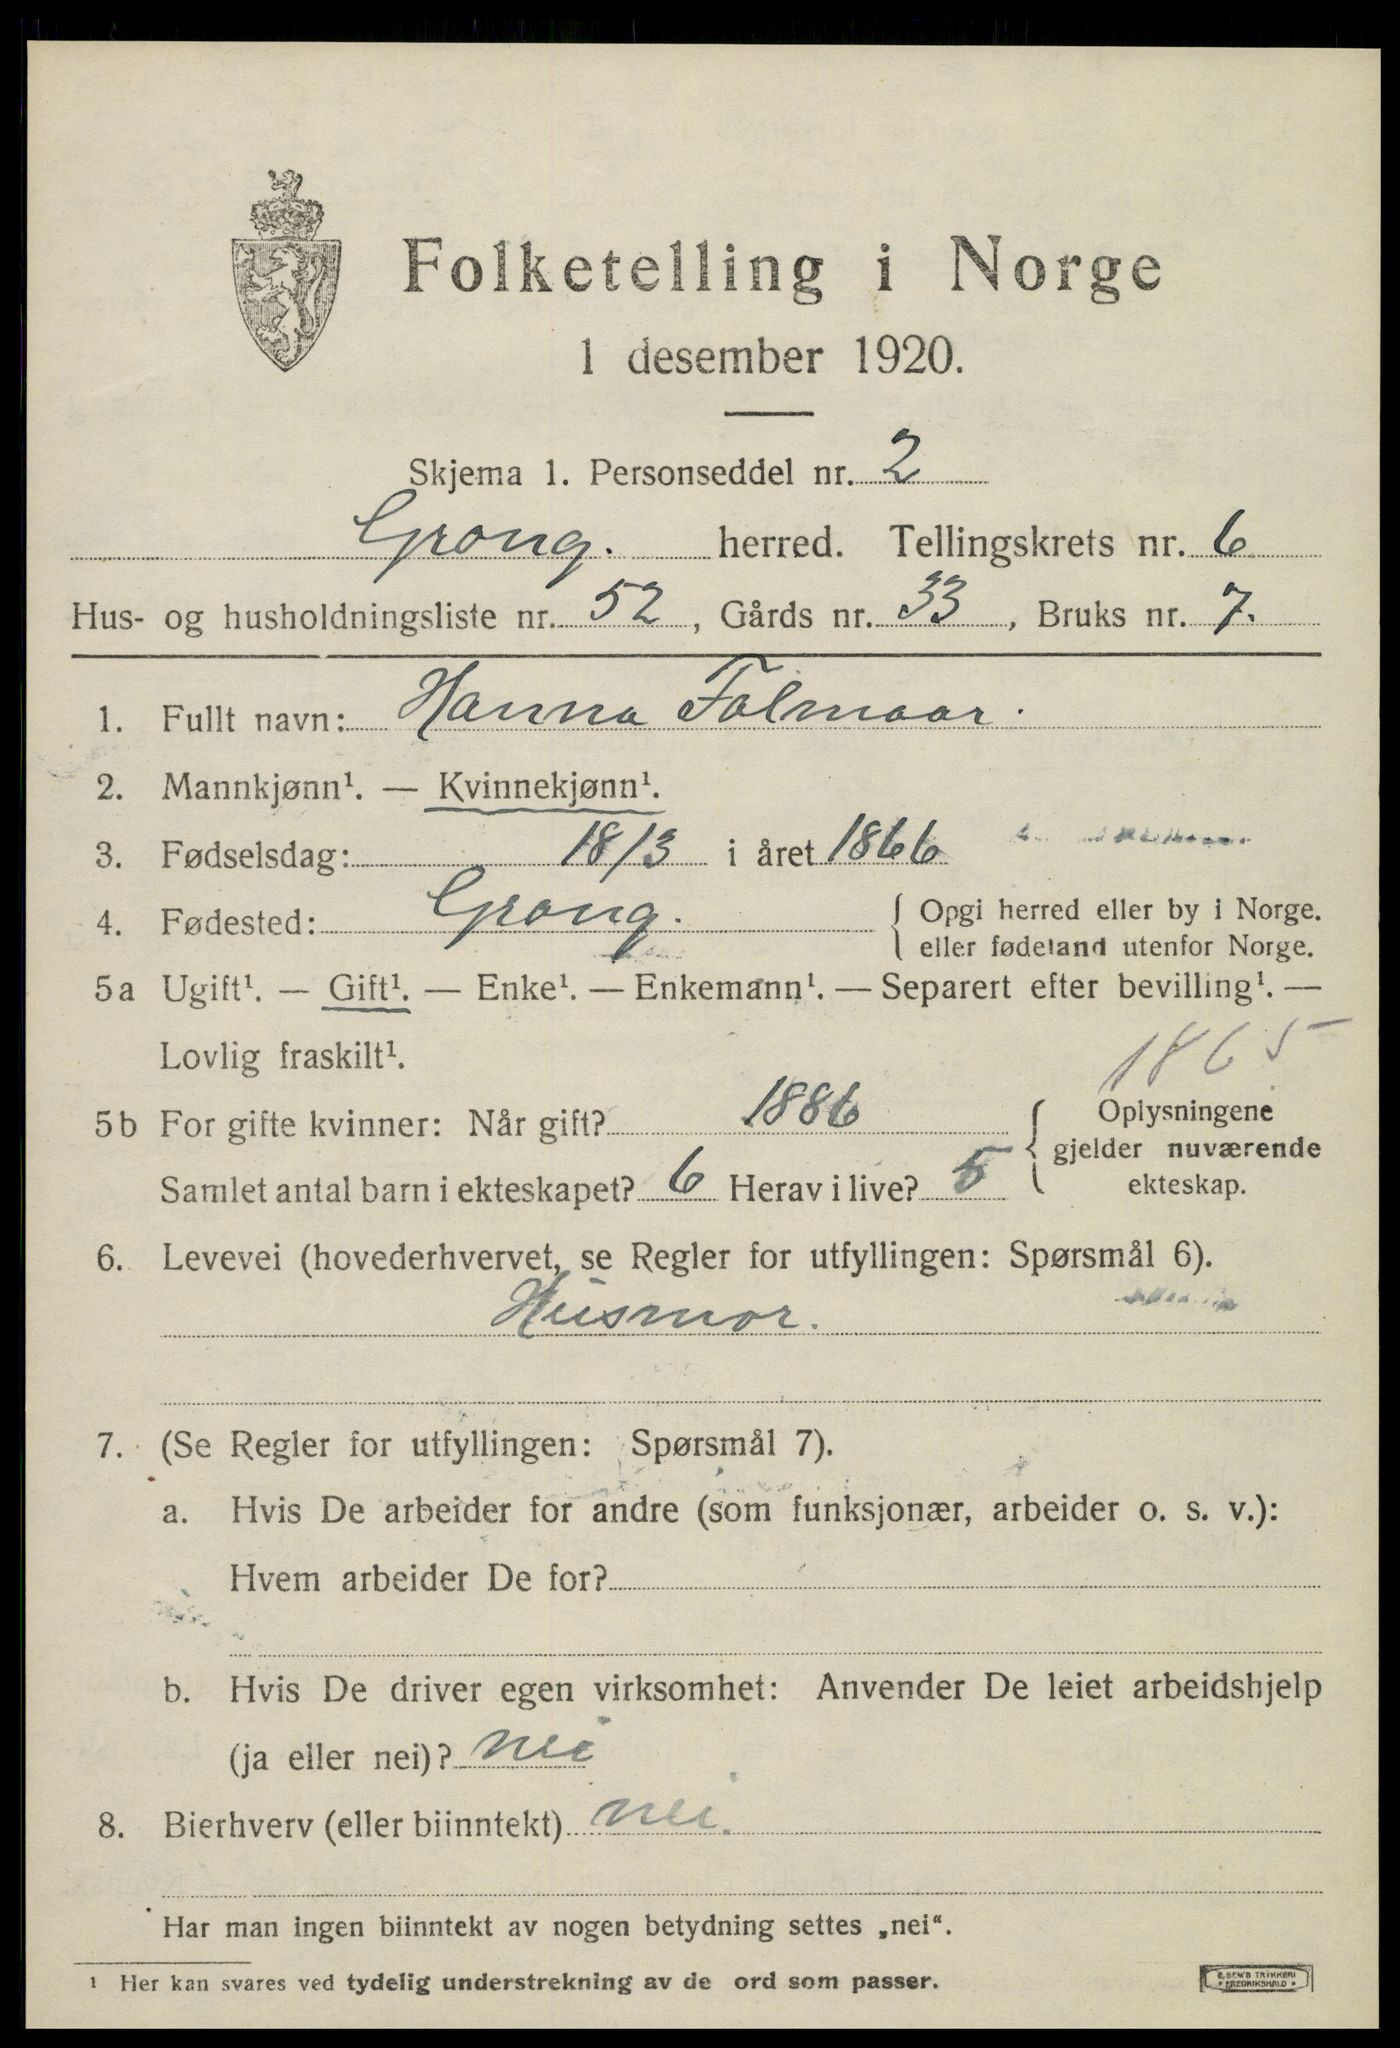 Folketelling i Norge
1 desember 1920.
Skjema 1. Personseddel nr. 2
Grong. herred. Tellingskrets nr. 6
Hus- og husholdningsliste nr. 52, Gårds nr. 33, Bruks nr. 7.
1. Fullt navn: Hanna Folmoar.
2. Mannkjønn¹. — Kvinnekjønn¹.
3. Fødselsdag: 18/3 i året 1866
4. Fødested: Grong. { Opgi herred eller by i Norge.
eller fødeland utenfor Norge.
5a Ugift¹. — Gift¹. — Enke¹. — Enkemann¹. — Separert efter bevilling¹. —
Lovlig fraskilt¹.
1865
5b For gifte kvinner: Når gift? 1886
Samlet antal barn i ekteskapet? 6 Herav i live? 5
{ Oplysningene
gjelder nuværende
ekteskap.
6. Levevei (hovederhvervet, se Regler for utfyllingen: Spørsmål 6).
Husmor.
7. (Se Regler for utfyllingen: Spørsmål 7).
a. Hvis De arbeider for andre (som funksjonær, arbeider o. s. v.):
Hvem arbeider De for?
b. Hvis De driver egen virksomhet: Anvender De leiet arbeidshjelp
(ja eller nei)? nei
8. Bierhverv (eller biinntekt) nei.
Har man ingen biinntekt av nogen betydning settes „nei“.
¹ Her kan svares ved tydelig understrekning av de ord som passer.
E. SEM'S TRYKKERI
• FREDRIKSHALD •